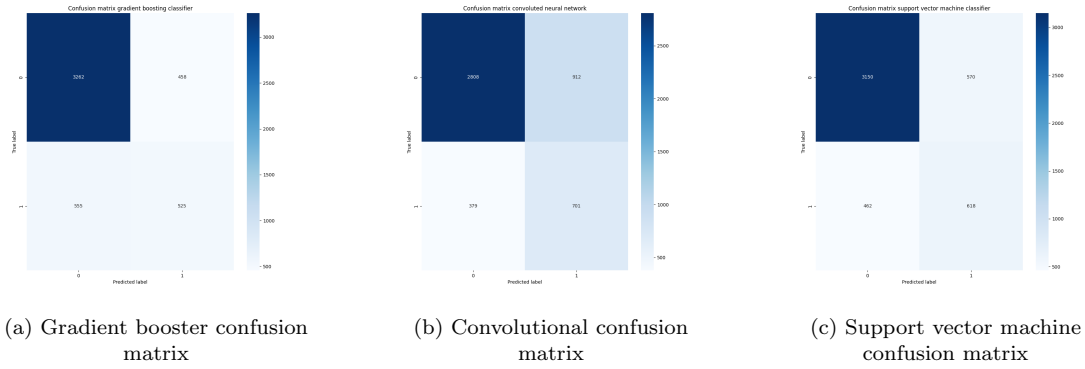 Confusion matrix gradient boosting classifier
3262
458
555
525
0
1
True label
0
1
Predicted label
3000
2500
2000
1500
1000
500
Confusion matrix convoluted neural network
2808
912
379
701
0
1
True label
0
1
Predicted label
2500
2000
1500
1000
500
Confusion matrix support vector machine classifier
3150
570
462
618
0
1
True label
0
1
Predicted label
3000
2500
2000
1500
1000
500
(a) Gradient booster confusion
matrix
(b) Convolutional confusion
matrix
(c) Support vector machine
confusion matrix